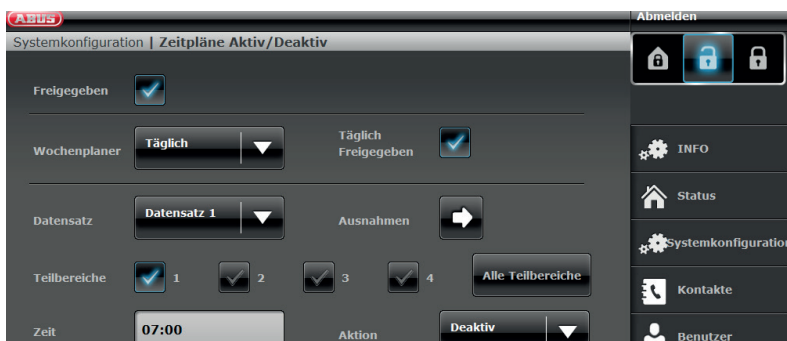 ABUS
Abmelden
Systemkonfiguration | Zeitpläne Aktiv/Deaktiv
Freigegeben
Wochenplaner
Täglich
Täglich
Freigegeben
Datensatz
Datensatz 1
Ausnahmen
Teilbereiche
1
2
3
4
Alle Teilbereiche
Zeit
07:00
Aktion
Deaktiv
INFO
Status
Systemkonfiguratio
Kontakte
Benutzer